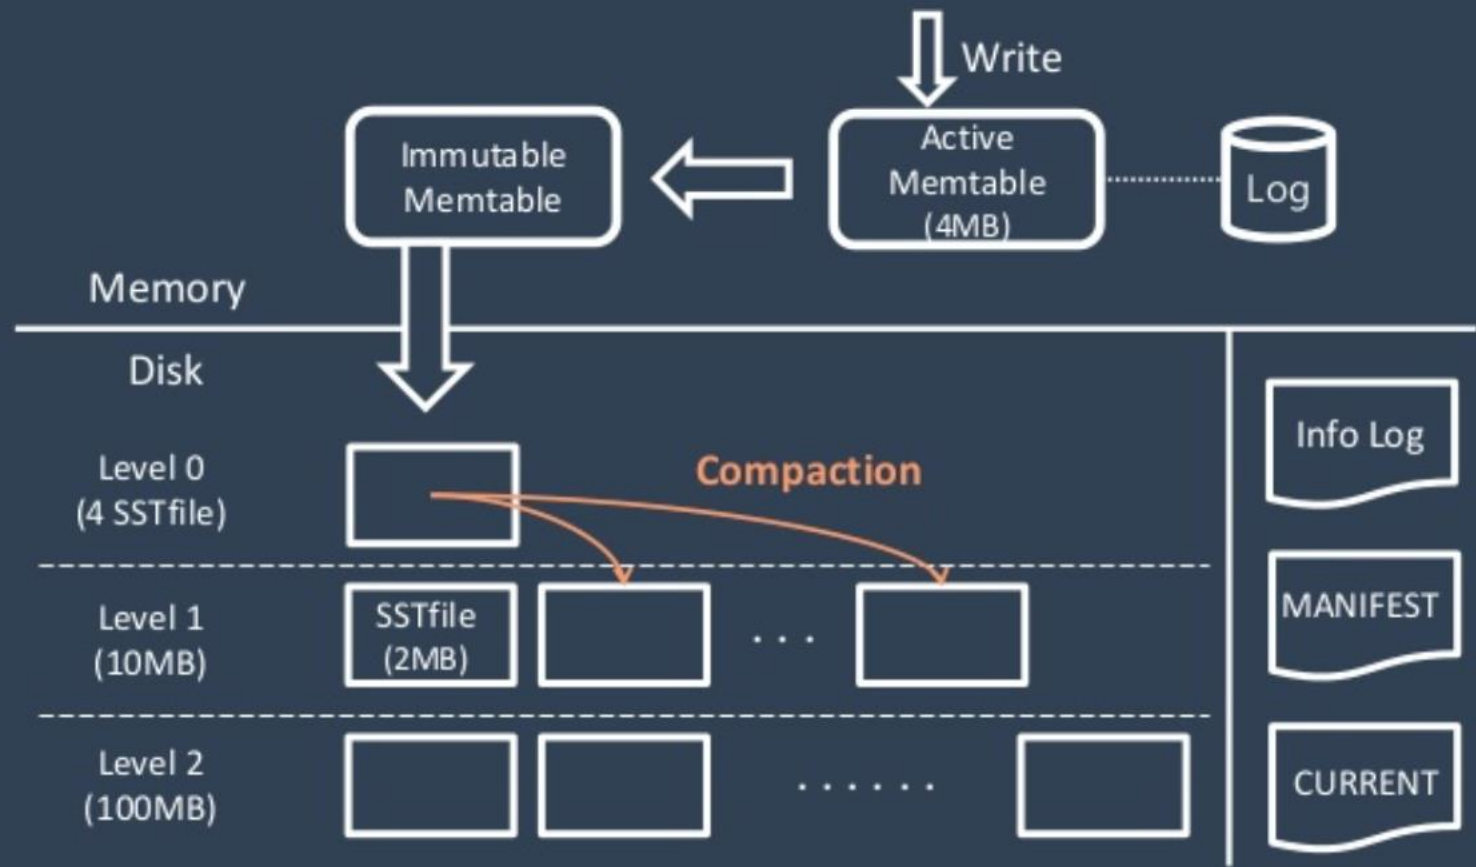 Write
Immutable
Memtable
Active
Memtable
(4MB)
Log
Memory
Disk
Level 0
(4 SSTfile)
Compaction
Info Log
Level 1
(10MB)
SSTfile
(2MB)
. . .
MANIFEST
Level 2
(100MB)
. . . . . .
CURRENT